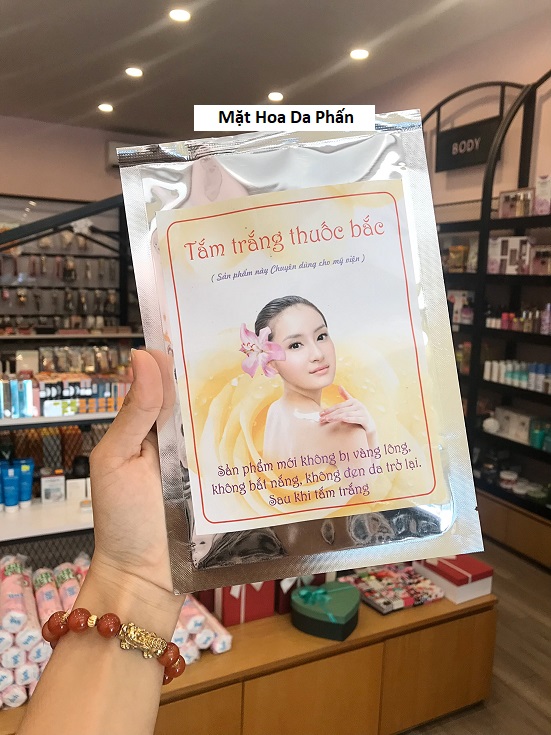 Mặt Hoa Da Phấn
BODY
Tắm trắng thuốc bắc
( Sản phẩm này Chuyên dùng cho mỹ viện )
Sản phẩm mới không bị vàng lông,
không bắt nắng, không đen da trở lại.
Sau khi tắm trắng